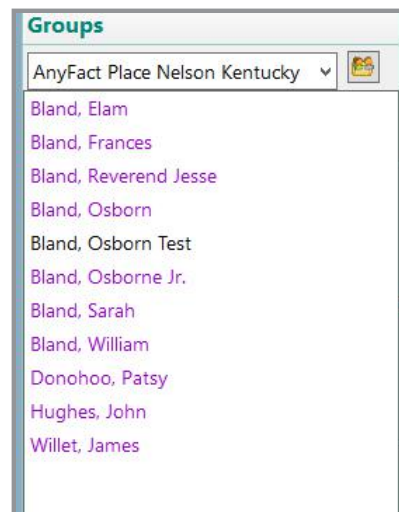 Groups
AnyFact Place Nelson Kentucky
Bland, Elam
Bland, Frances
Bland, Reverend Jesse
Bland, Osborn
Bland, Osborn Test
Bland, Osborne Jr.
Bland, Sarah
Bland, William
Donohoo, Patsy
Hughes, John
Willet, James